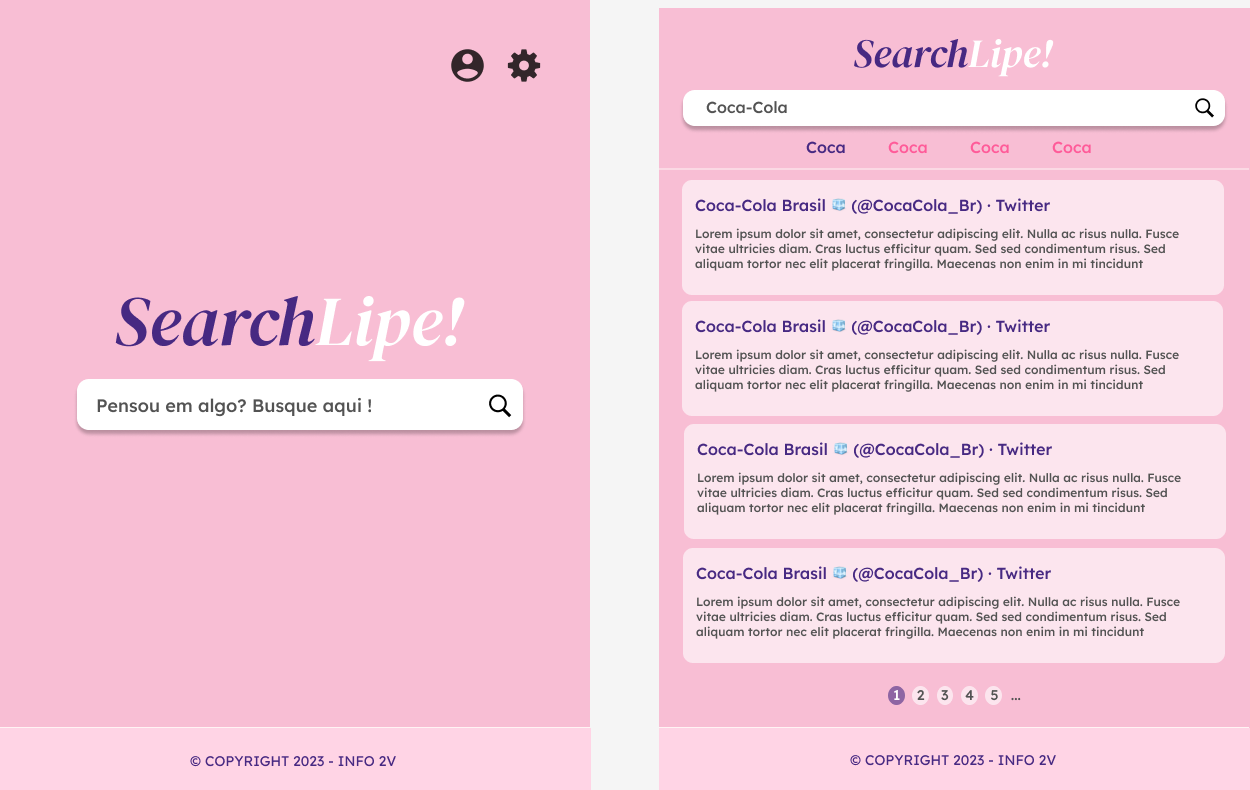 SearchLipe!
Pensou em algo? Busque aqui !
© COPYRIGHT 2023 - INFO 2V
SearchLipe!
Coca-Cola
Coca Coca Coca Coca
Coca-Cola Brasil 🧊 (@CocaCola_Br) · Twitter
Lorem ipsum dolor sit amet, consectetur adipiscing elit. Nulla ac risus nulla. Fusce
vitae ultricies diam. Cras luctus efficitur quam. Sed sed condimentum risus. Sed
aliquam tortor nec elit placerat fringilla. Maecenas non enim in mi tincidunt
Coca-Cola Brasil 🧊 (@CocaCola_Br) · Twitter
Lorem ipsum dolor sit amet, consectetur adipiscing elit. Nulla ac risus nulla. Fusce
vitae ultricies diam. Cras luctus efficitur quam. Sed sed condimentum risus. Sed
aliquam tortor nec elit placerat fringilla. Maecenas non enim in mi tincidunt
Coca-Cola Brasil 🧊 (@CocaCola_Br) · Twitter
Lorem ipsum dolor sit amet, consectetur adipiscing elit. Nulla ac risus nulla. Fusce
vitae ultricies diam. Cras luctus efficitur quam. Sed sed condimentum risus. Sed
aliquam tortor nec elit placerat fringilla. Maecenas non enim in mi tincidunt
Coca-Cola Brasil 🧊 (@CocaCola_Br) · Twitter
Lorem ipsum dolor sit amet, consectetur adipiscing elit. Nulla ac risus nulla. Fusce
vitae ultricies diam. Cras luctus efficitur quam. Sed sed condimentum risus. Sed
aliquam tortor nec elit placerat fringilla. Maecenas non enim in mi tincidunt
1 2 3 4 5 ...
© COPYRIGHT 2023 - INFO 2V